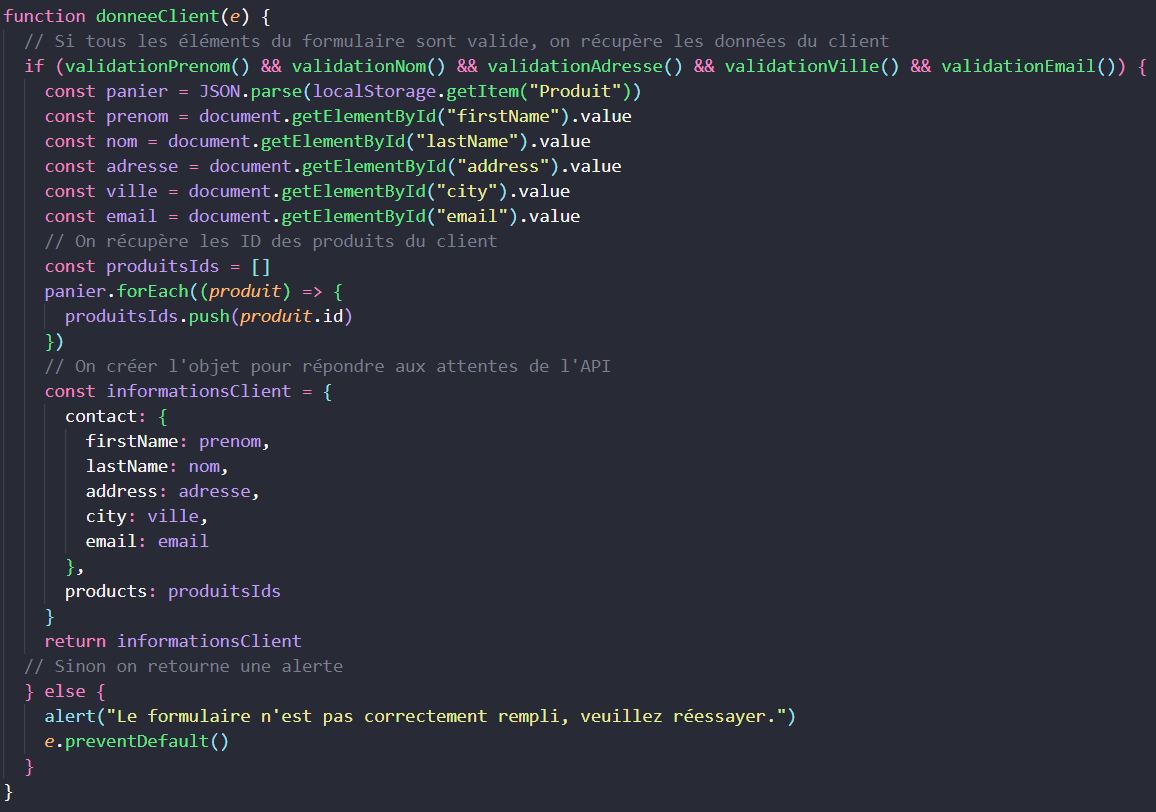 function donneeClient(e) {
// Si tous les éléments du formulaire sont valide, on récupère les données du client
if (validationPrenom() && validationNom() && validationAdresse() && validationVille() && validationEmail()) {
const panier = JSON.parse(localStorage.getItem("Produit"))
const prenom = document.getElementById("firstName").value
const nom = document.getElementById("lastName").value
const adresse = document.getElementById("address").value
const ville = document.getElementById("city").value
const email = document.getElementById("email").value
// On récupère les ID des produits du client
const produitsIds = []
panier.forEach((produit) => {
produitsIds.push(produit.id)
})
// On créer l'objet pour répondre aux attentes de l'API
const informationsClient = {
contact: {
firstName: prenom,
lastName: nom,
address: adresse,
city: ville,
email: email
},
products: produitsIds
}
return informationsClient
// Sinon on retourne une alerte
} else {
alert("Le formulaire n'est pas correctement rempli, veuillez réessayer.")
e.preventDefault()
}
}